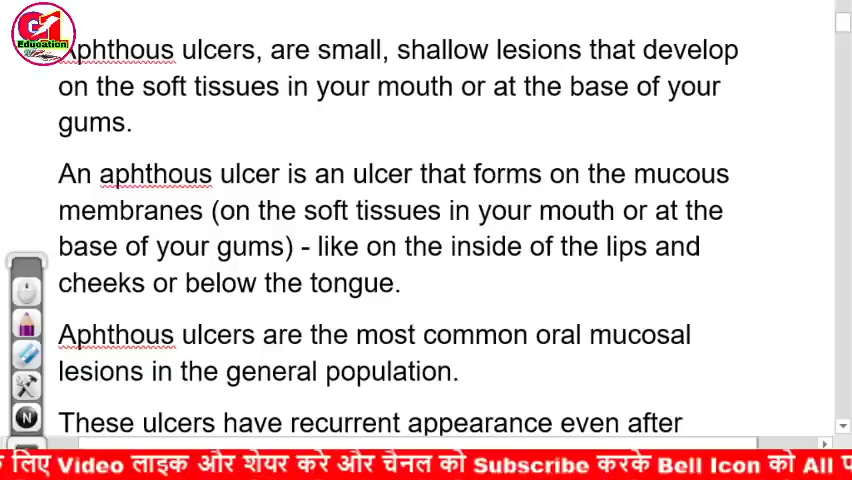 Education
Aphthous ulcers, are small, shallow lesions that develop
on the soft tissues in your mouth or at the base of your
gums.
An aphthous ulcer is an ulcer that forms on the mucous
membranes (on the soft tissues in your mouth or at the
base of your gums) - like on the inside of the lips and
cheeks or below the tongue.
Aphthous ulcers are the most common oral mucosal
lesions in the general population.
These ulcers have recurrent appearance even after
N
लिए Video लाइक और शेयर करे और चैनल को Subscribe करके Bell Icon को All